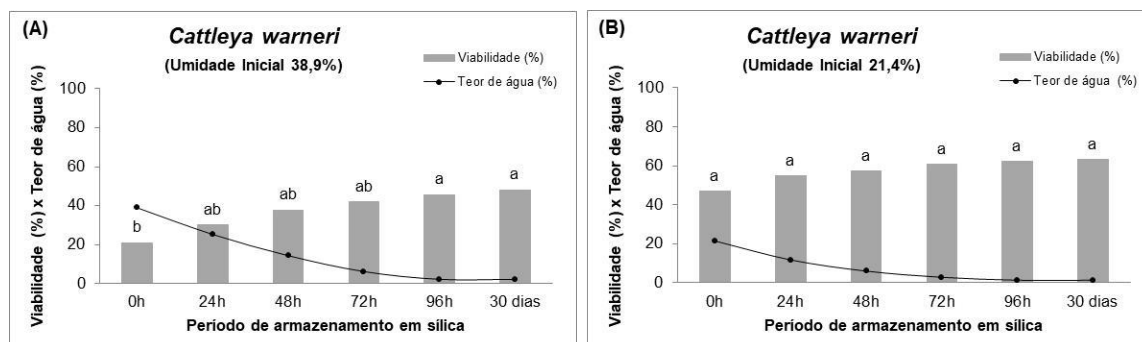 (A)
Cattleya warneri
(Umidade Inicial 38,9%)
Viabilidade (%)
Teor de água (%)
Viabilidade (%) x Teor de água (%)
100
80
60
40
20
0
b
ab
ab
ab
a
a
0h 24h 48h 72h 96h 30 dias
Período de armazenamento em sílica
(B)
Cattleya warneri
(Umidade Inicial 21,4%)
Viabilidade (%)
Teor de água (%)
Viabilidade (%) x Teor de água (%)
100
80
60
40
20
0
a
a
a
a
a
a
0h 24h 48h 72h 96h 30 dias
Período de armazenamento em sílica